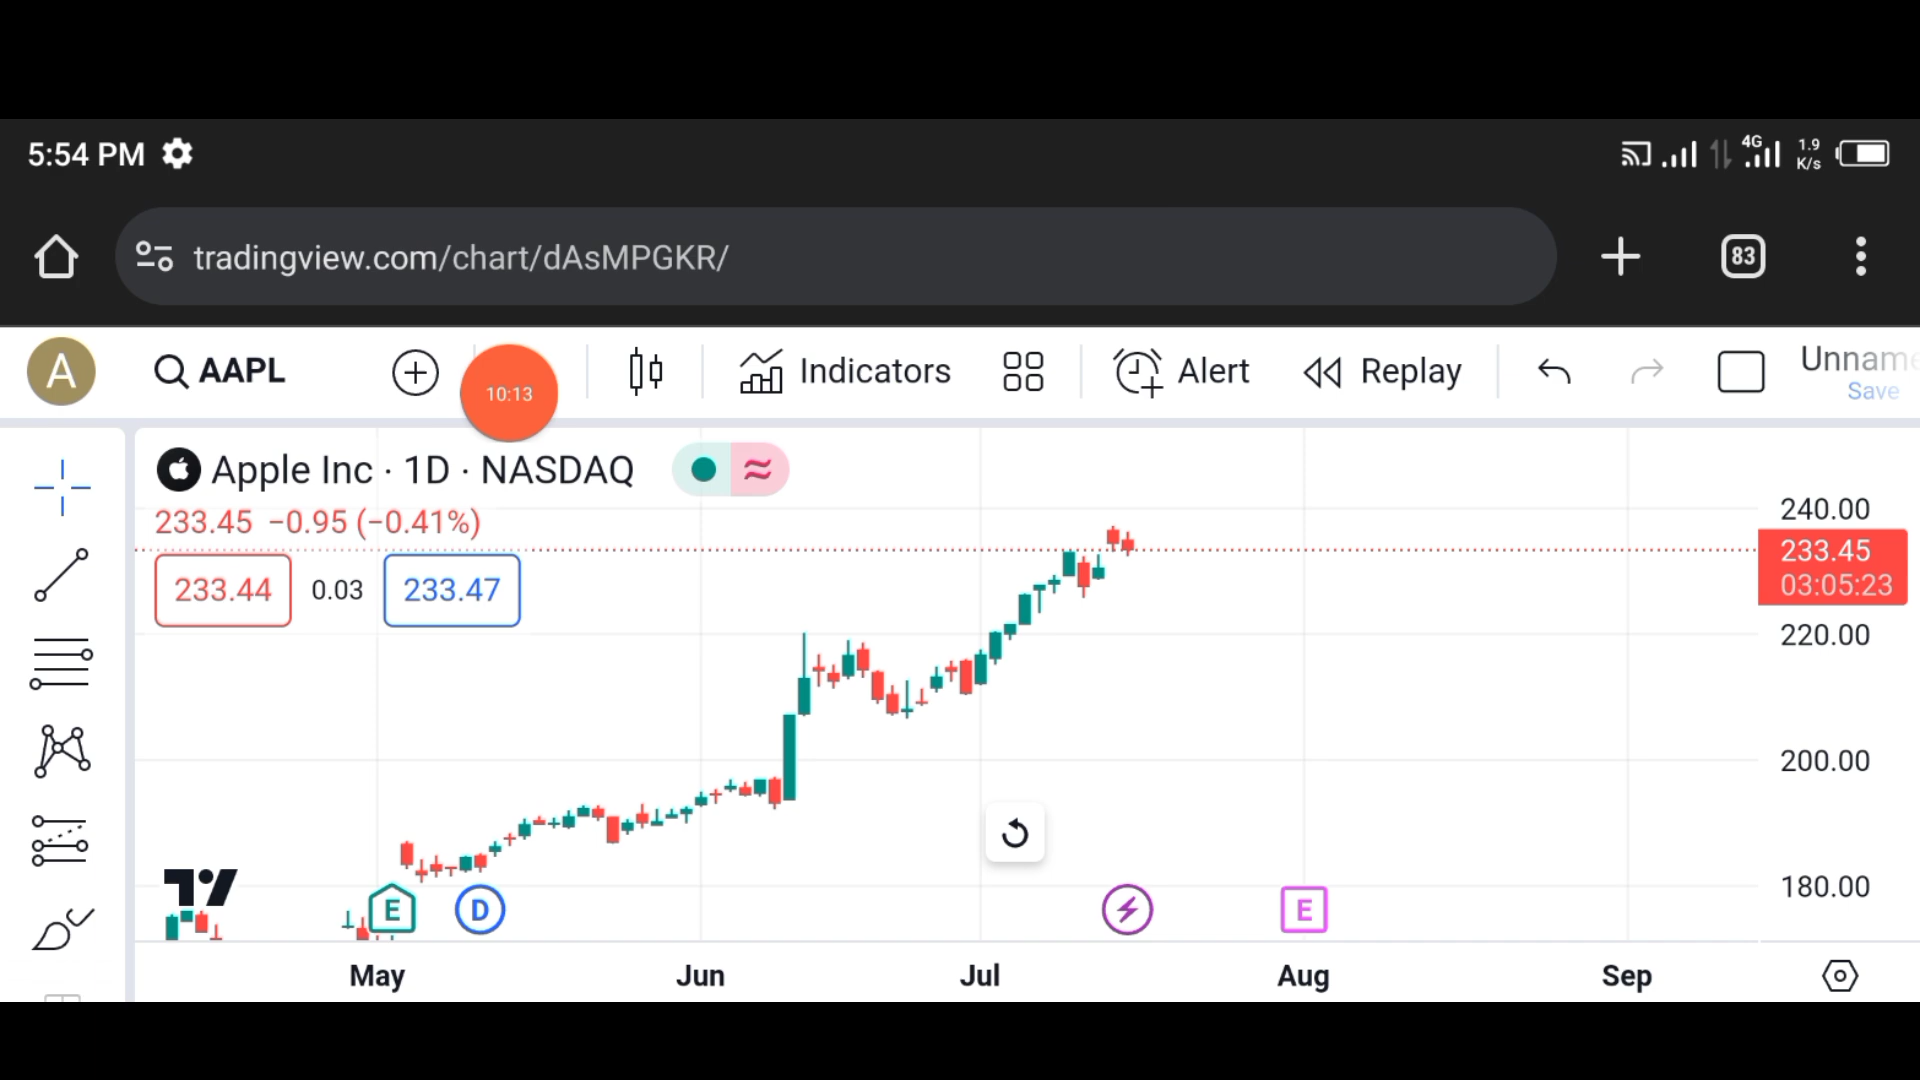 5:54 PM
4G 1.9 K/s
tradingview.com/chart/dAsMPGKR/
83
A
AAPL
10:13
Indicators
Alert
Replay
Unname
Save
Apple Inc · 1D · NASDAQ
233.45 −0.95 (−0.41%)
233.44 0.03 233.47
240.00
233.45
03:05:23
220.00
200.00
180.00
E D E
May Jun Jul Aug Sep